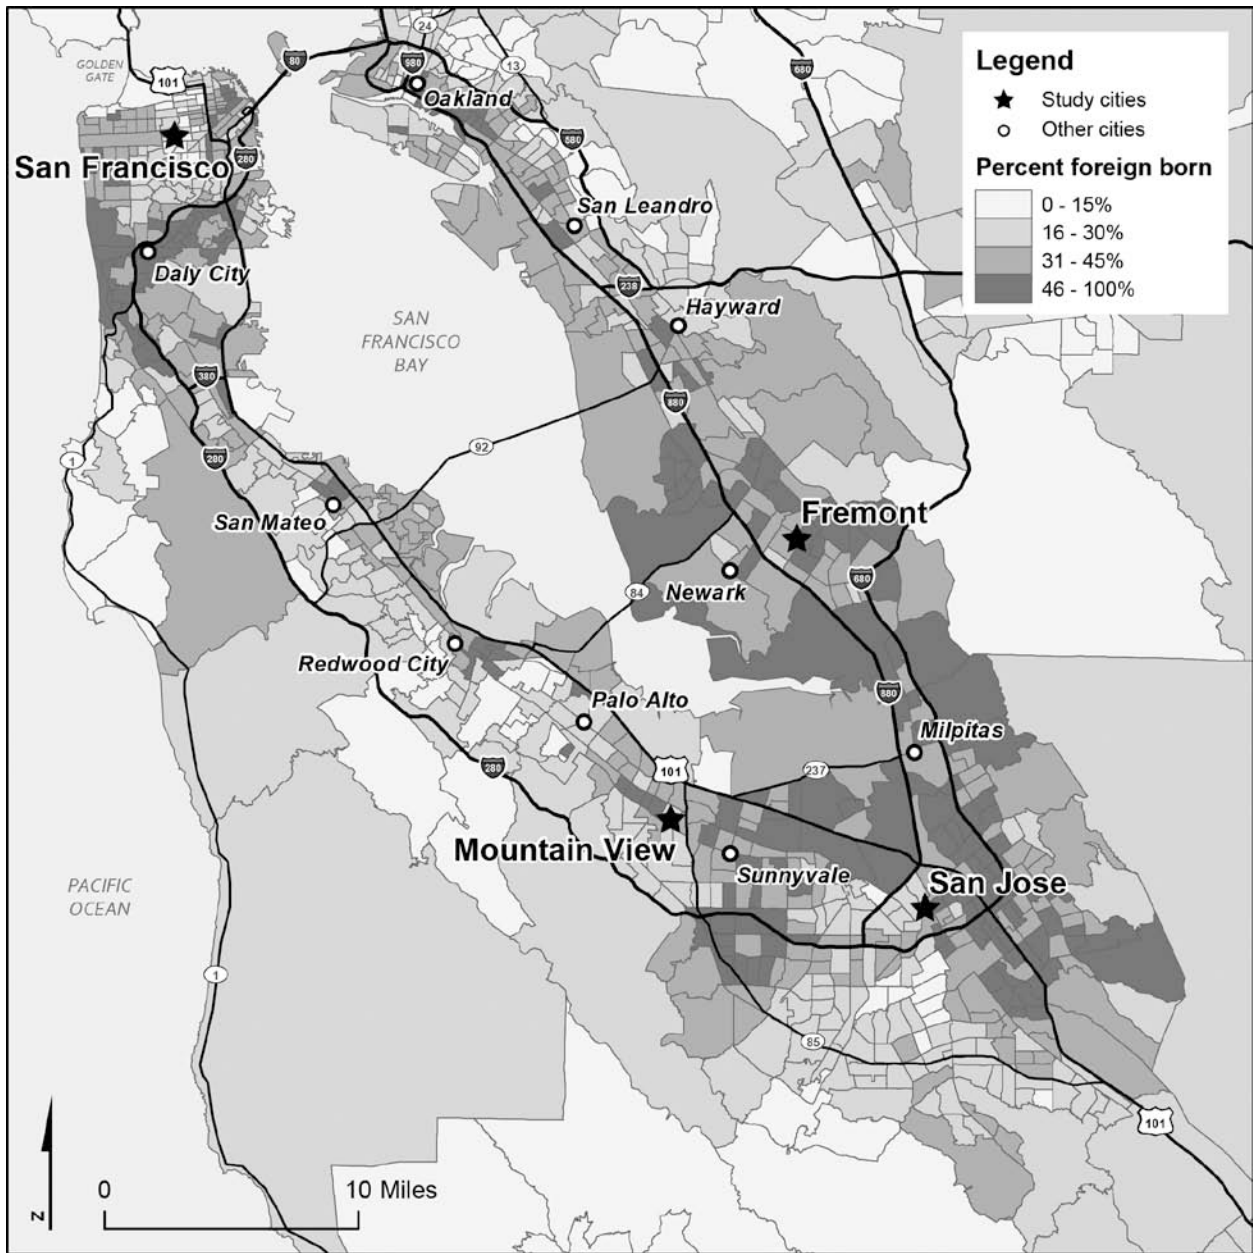 24
80
GOLDEN
GATE
101
980
13
680
Oakland
580
San Francisco
280
San Leandro
Daly City
238
Hayward
SAN
FRANCISCO
BAY
380
880
92
1
280
San Mateo
Fremont
Newark
84
680
Redwood City
Palo Alto
880
Milpitas
280
101
237
Mountain View
Sunnyvale
San Jose
PACIFIC
OCEAN
1
85
101
Legend
Study cities
Other cities
Percent foreign born
0 - 15%
16 - 30%
31 - 45%
46 - 100%
N
0 10 Miles